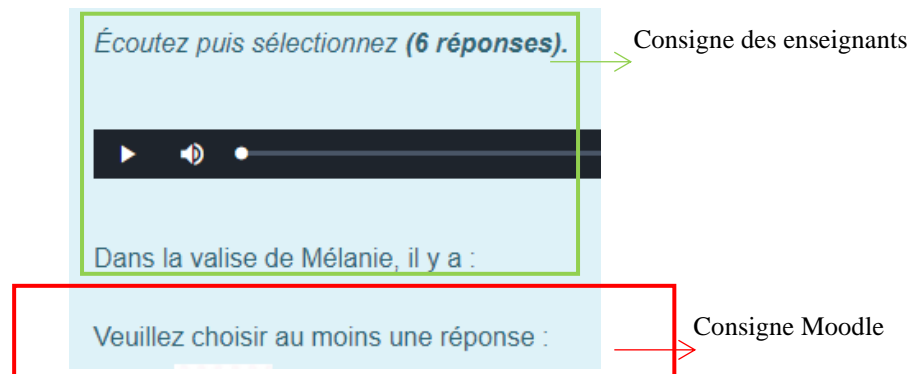 Écoutez puis sélectionnez (6 réponses).
Consigne des enseignants
Dans la valise de Mélanie, il y a :
Veuillez choisir au moins une réponse :
Consigne Moodle